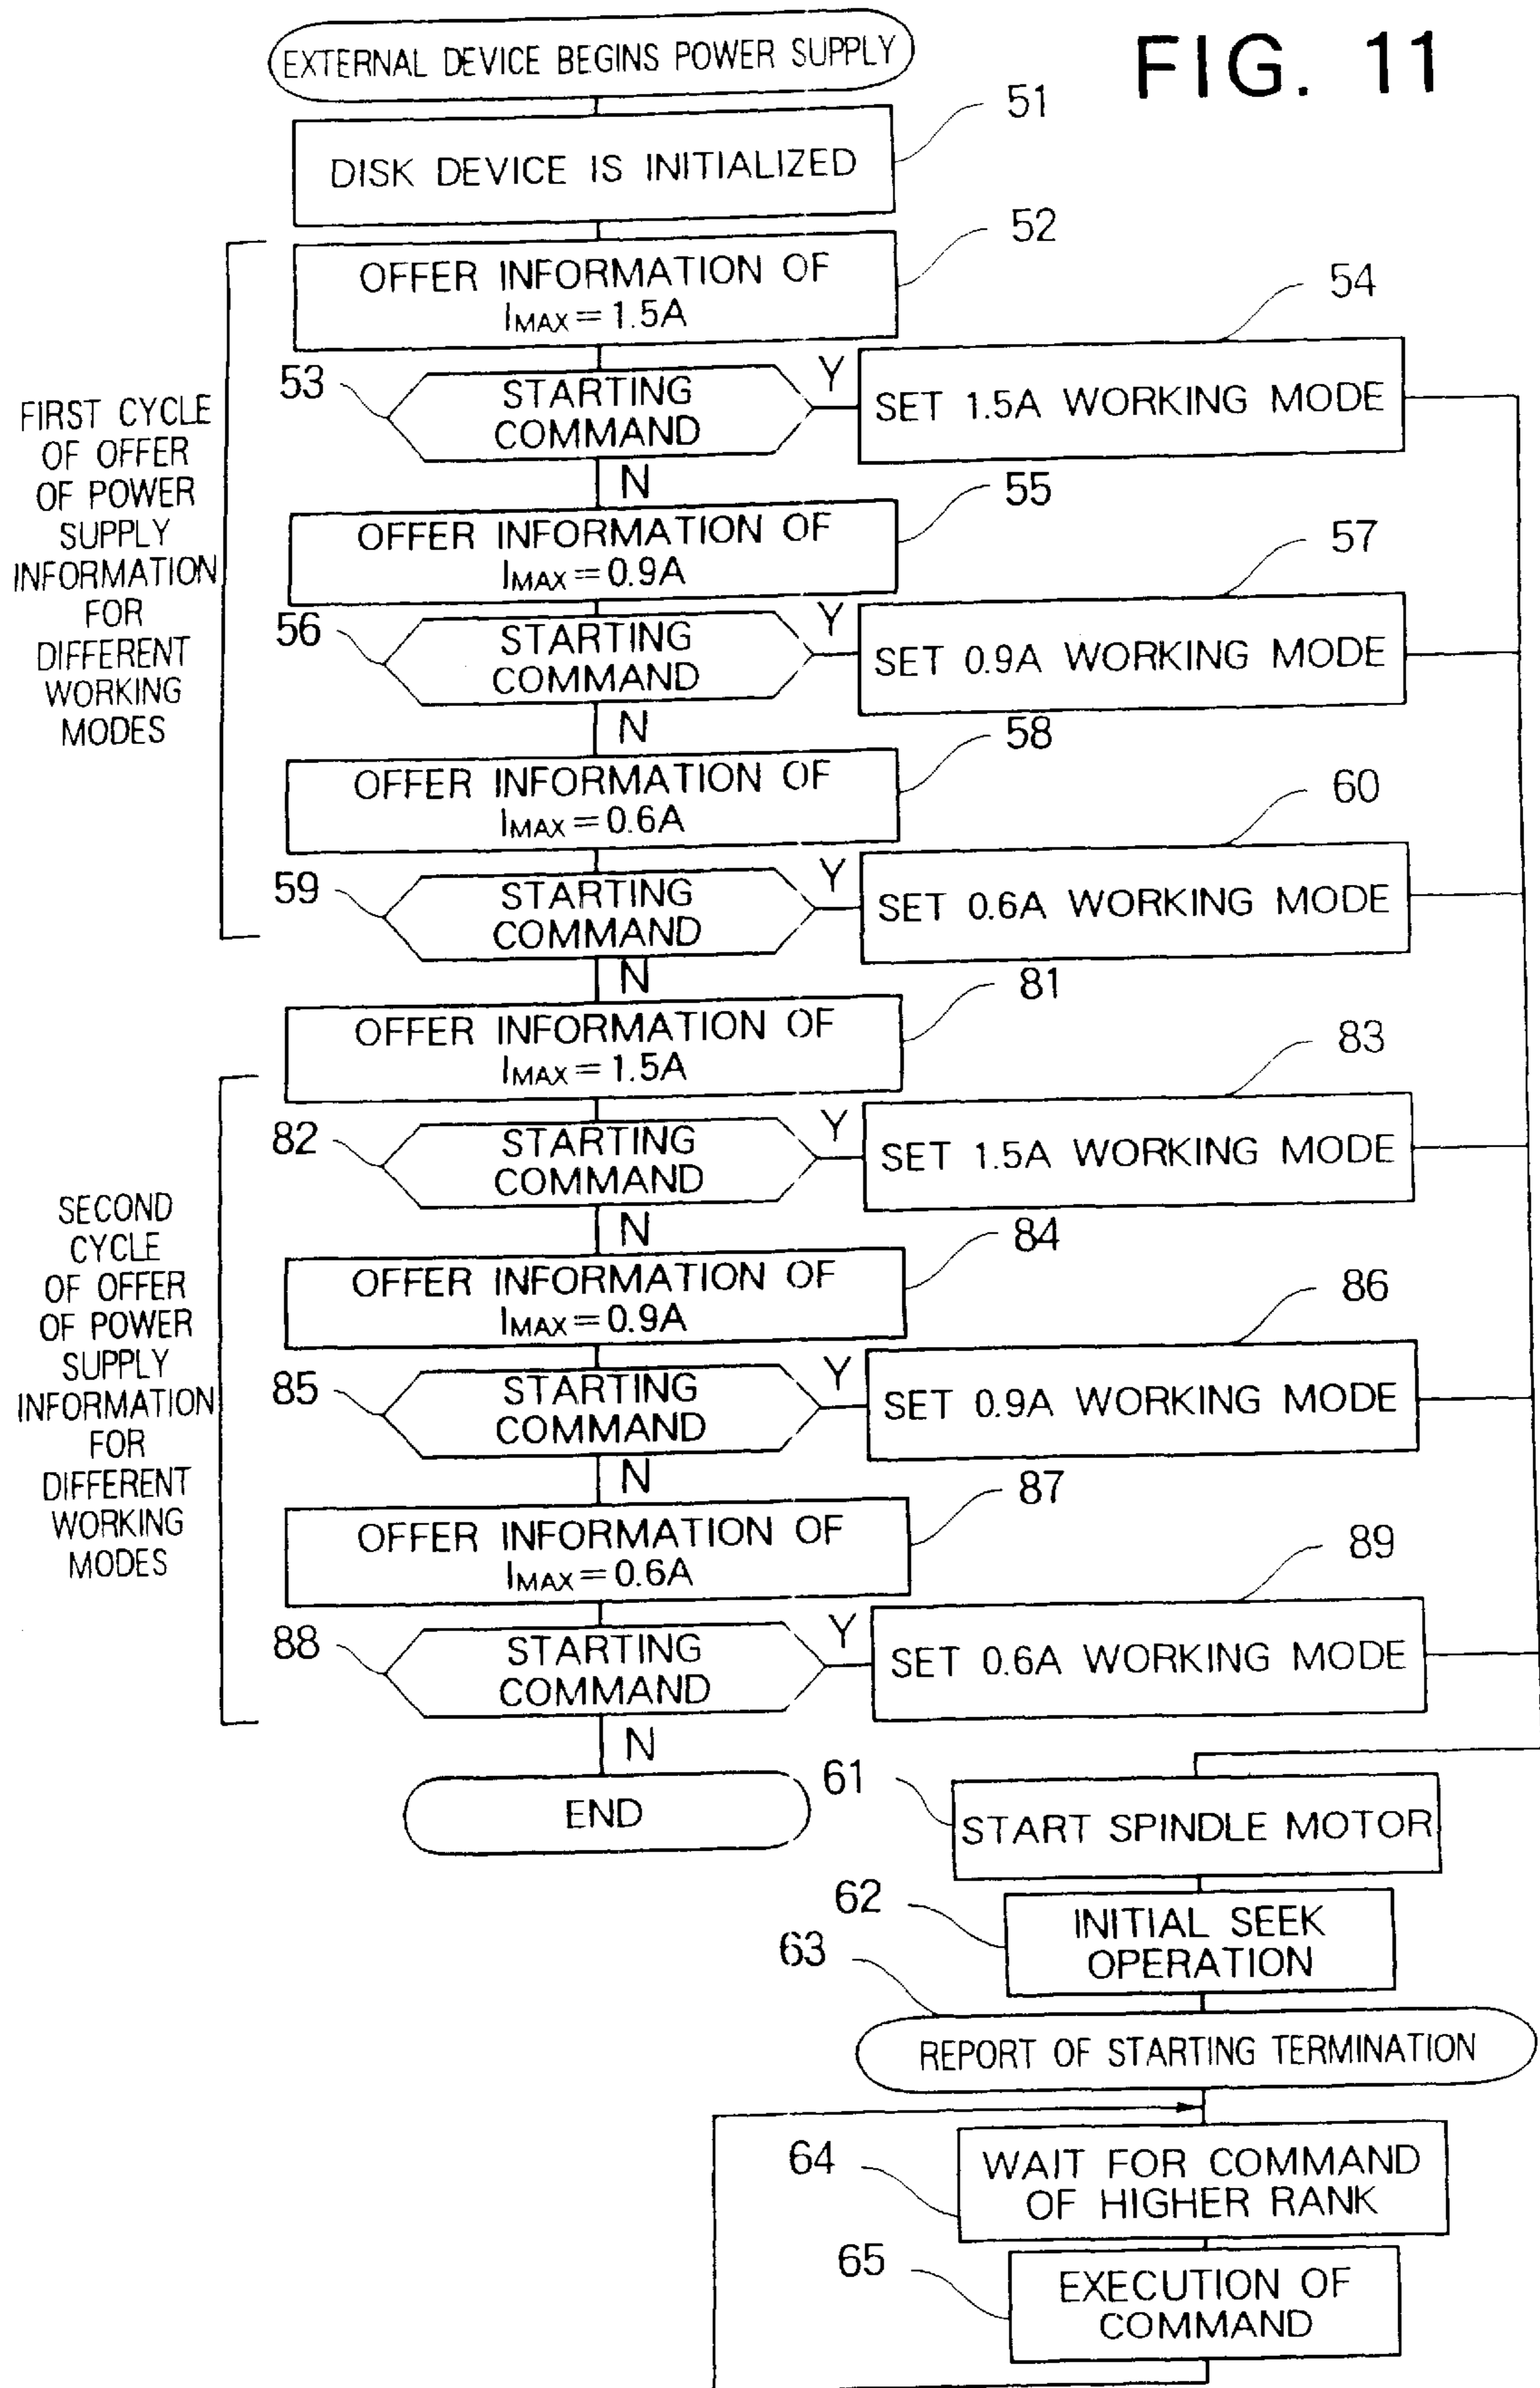 FIG. 11
EXTERNAL DEVICE BEGINS POWER SUPPLY
51
DISK DEVICE IS INITIALIZED
52
OFFER INFORMATION OF
IMAX = 1.5A
53
STARTING
COMMAND
Y
54
SET 1.5A WORKING MODE
N
FIRST CYCLE
OF OFFER
OF POWER
SUPPLY
INFORMATION
FOR
DIFFERENT
WORKING
MODES
55
OFFER INFORMATION OF
IMAX = 0.9A
56
STARTING
COMMAND
Y
57
SET 0.9A WORKING MODE
N
58
OFFER INFORMATION OF
IMAX = 0.6A
59
STARTING
COMMAND
Y
60
SET 0.6A WORKING MODE
N
81
OFFER INFORMATION OF
IMAX = 1.5A
82
STARTING
COMMAND
Y
83
SET 1.5A WORKING MODE
N
SECOND
CYCLE
OF OFFER
OF POWER
SUPPLY
INFORMATION
FOR
DIFFERENT
WORKING
MODES
84
OFFER INFORMATION OF
IMAX = 0.9A
85
STARTING
COMMAND
Y
86
SET 0.9A WORKING MODE
N
87
OFFER INFORMATION OF
IMAX = 0.6A
88
STARTING
COMMAND
Y
89
SET 0.6A WORKING MODE
N
END
61
START SPINDLE MOTOR
62
INITIAL SEEK
OPERATION
63
REPORT OF STARTING TERMINATION
64
WAIT FOR COMMAND
OF HIGHER RANK
65
EXECUTION OF
COMMAND